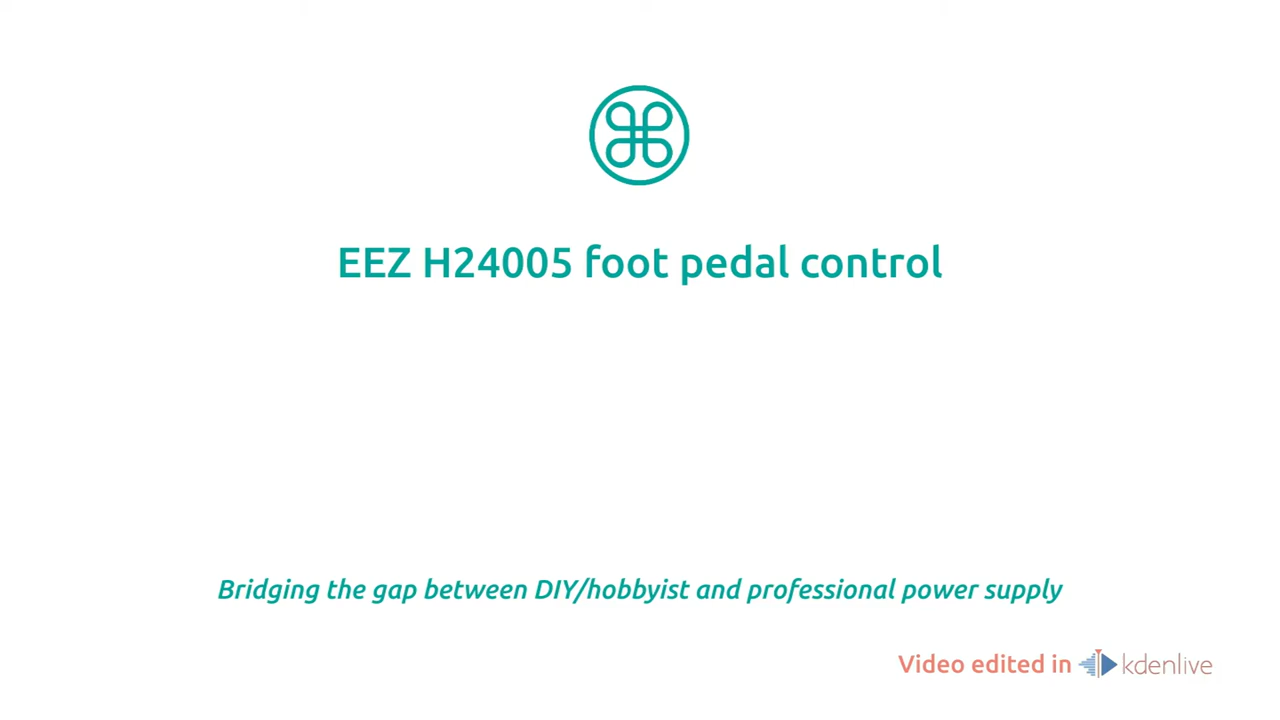 EEZ H24005 foot pedal control
Bridging the gap between DIY/hobbyist and professional power supply
Video edited in kdenlive